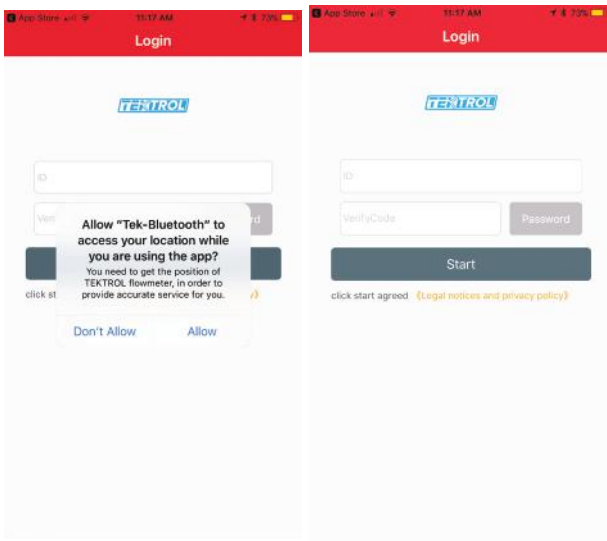 App Store 11:17 AM 73%
Login
TEKTROL
ID
Veri
rd
Allow "Tek-Bluetooth" to
access your location while
you are using the app?
You need to get the position of
TEKTROL flowmeter, in order to
provide accurate service for you.
click st
y》
Don't Allow Allow
App Store 11:17 AM 73%
Login
TEKTROL
ID
VerifyCode Password
Start
click start agreed 《Legal notices and privacy policy》